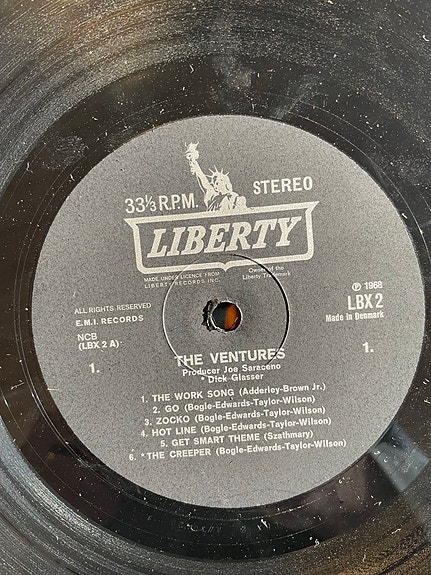 33⅓ R.P.M. STEREO
LIBERTY
MADE UNDER LICENCE FROM
LIBERTY RECORDS INC.
Owner of the
Liberty Trademark
ALL RIGHTS RESERVED
E.M.I. RECORDS
℗ 1968
LBX 2
Made in Denmark
NCB
(LBX 2 A):
1.
1.
THE VENTURES
Producer Joe Saraceno
* Dick Glasser
1. THE WORK SONG (Adderley-Brown Jr.)
2. GO (Bogle-Edwards-Taylor-Wilson)
3. ZOCKO (Bogle-Edwards-Taylor-Wilson)
4. HOT LINE (Bogle-Edwards-Taylor-Wilson)
5. GET SMART THEME (Szathmary)
6. * THE CREEPER (Bogle-Edwards-Taylor-Wilson)